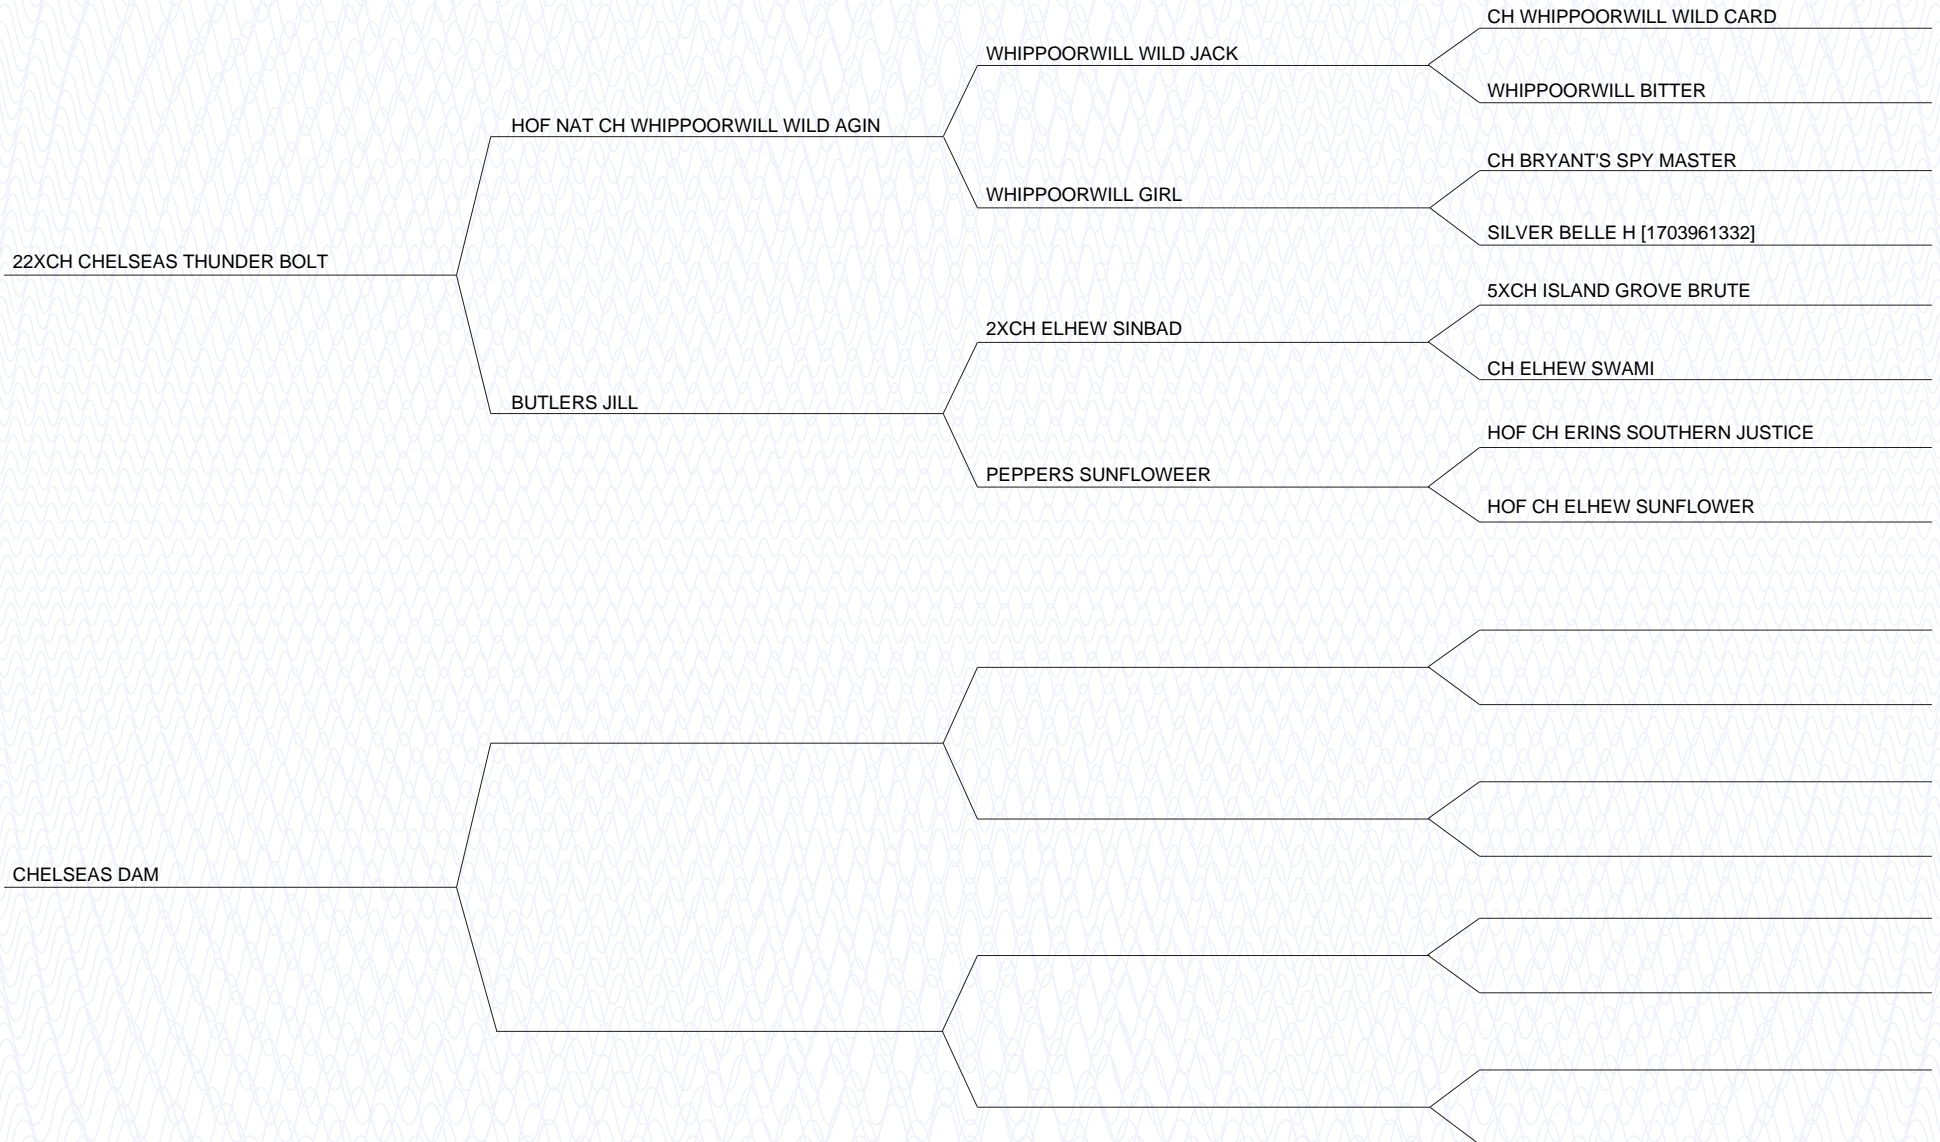 CH WHIPPOORWILL WILD CARD
WHIPPOORWILL WILD JACK
WHIPPOORWILL BITTER
HOF NAT CH WHIPPOORWILL WILD AGIN
CH BRYANT'S SPY MASTER
WHIPPOORWILL GIRL
SILVER BELLE H [1703961332]
22XCH CHELSEAS THUNDER BOLT
5XCH ISLAND GROVE BRUTE
2XCH ELHEW SINBAD
CH ELHEW SWAMI
BUTLERS JILL
HOF CH ERINS SOUTHERN JUSTICE
PEPPERS SUNFLOWEER
HOF CH ELHEW SUNFLOWER
CHELSEAS DAM